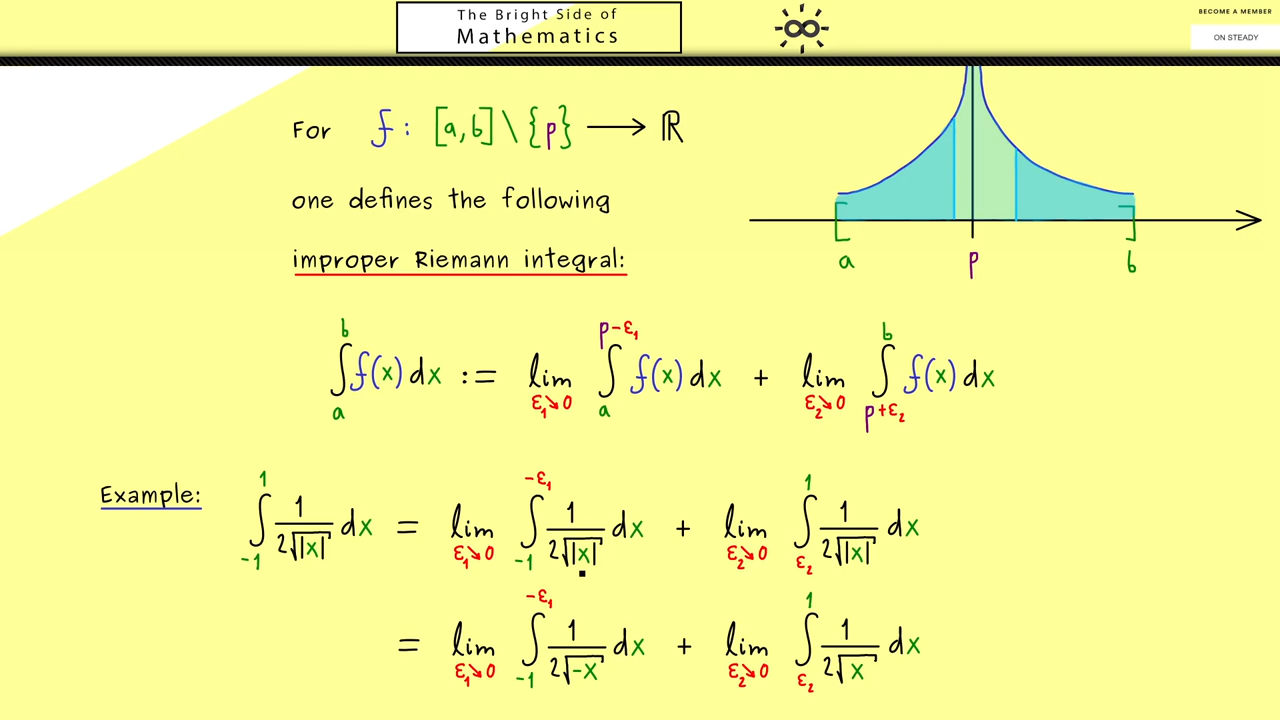 The Bright Side of
Mathematics
BECOME A MEMBER
ON STEADY
For f : [a,b] \ {p} ⟶ ℝ
one defines the following
improper Riemann integral:
a p b
∫_a^b f(x) dx := lim_{ε₁↘0} ∫_a^{p-ε₁} f(x) dx + lim_{ε₂↘0} ∫_{p+ε₂}^b f(x) dx
Example: ∫_{-1}^1 1/(2√|x|) dx = lim_{ε₁↘0} ∫_{-1}^{-ε₁} 1/(2√|x|) dx + lim_{ε₂↘0} ∫_{ε₂}^1 1/(2√|x|) dx
= lim_{ε₁↘0} ∫_{-1}^{-ε₁} 1/(2√(-x)) dx + lim_{ε₂↘0} ∫_{ε₂}^1 1/(2√x) dx